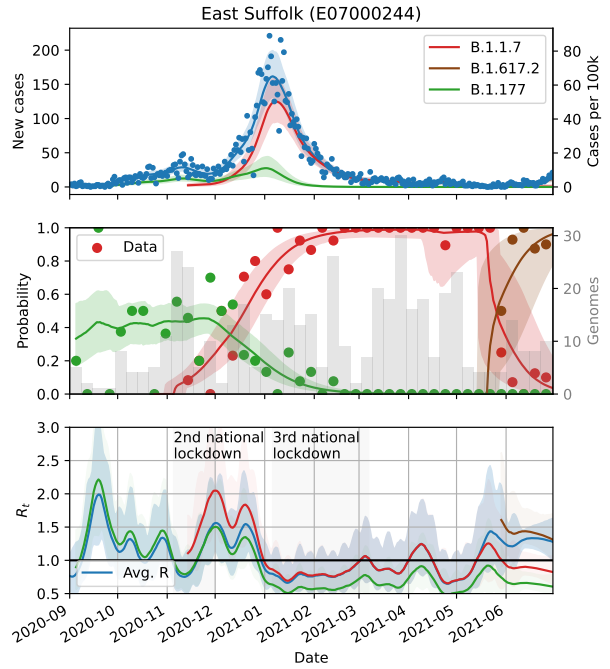 East Suffolk (E07000244)
New cases
200
150
100
50
0
B.1.1.7
B.1.617.2
B.1.177
80
60
40
20
0
Cases per 100k
Probability
1.0
0.8
0.6
0.4
0.2
0.0
Data
30
20
10
0
Genomes
R_t
3.0
2.5
2.0
1.5
1.0
0.5
2nd national
lockdown
3rd national
lockdown
Avg. R
2020-09
2020-10
2020-11
2020-12
2021-01
2021-02
2021-03
2021-04
2021-05
2021-06
Date